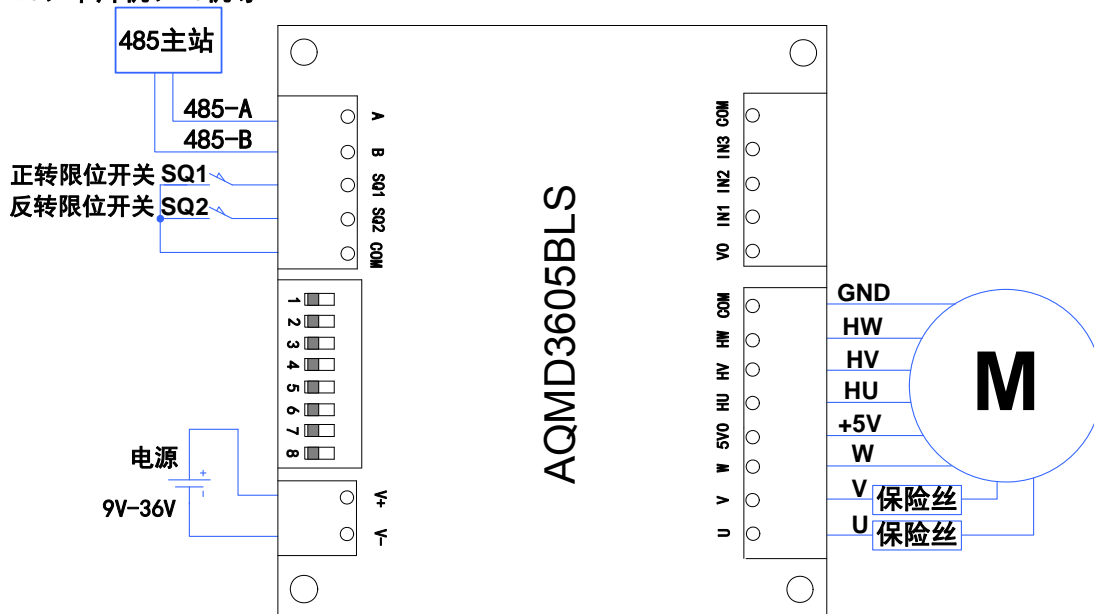 485主站
485-A
485-B
正转限位开关 SQ1
反转限位开关 SQ2
A
B
SQ1
SQ2
COM
1
2
3
4
5
6
7
8
电源
+
-
9V-36V
V+
V-
AQMD3605BLS
COM
IN3
IN2
IN1
VO
COM
HW
HV
HU
5VO
W
V
U
GND
HW
HV
HU
+5V
W
V 保险丝
U 保险丝
M